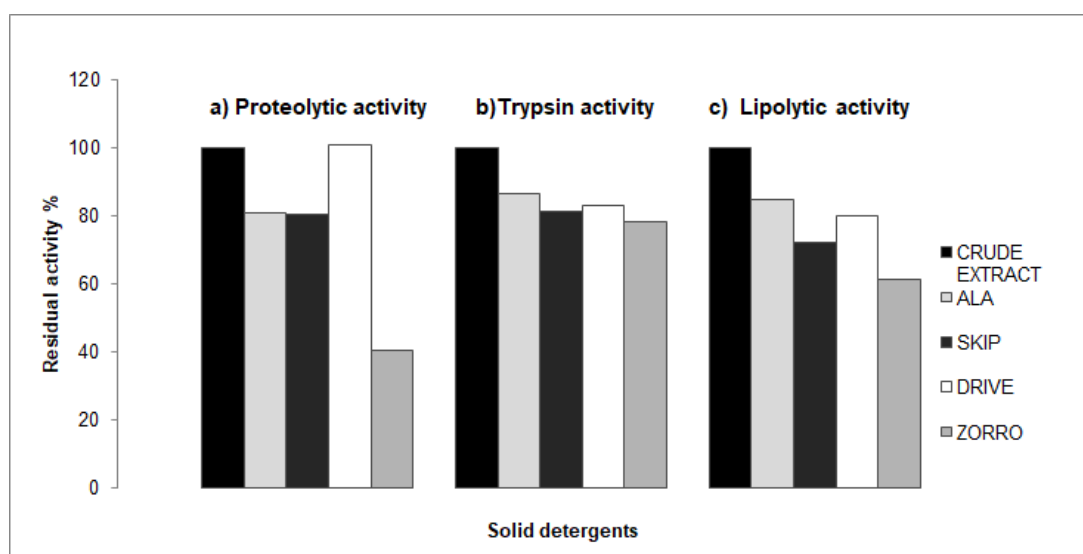 120
a) Proteolytic activity b)Trypsin activity c) Lipolytic activity
100
80
60
40
20
0
Residual activity %
CRUDE
EXTRACT
ALA
SKIP
DRIVE
ZORRO
Solid detergents